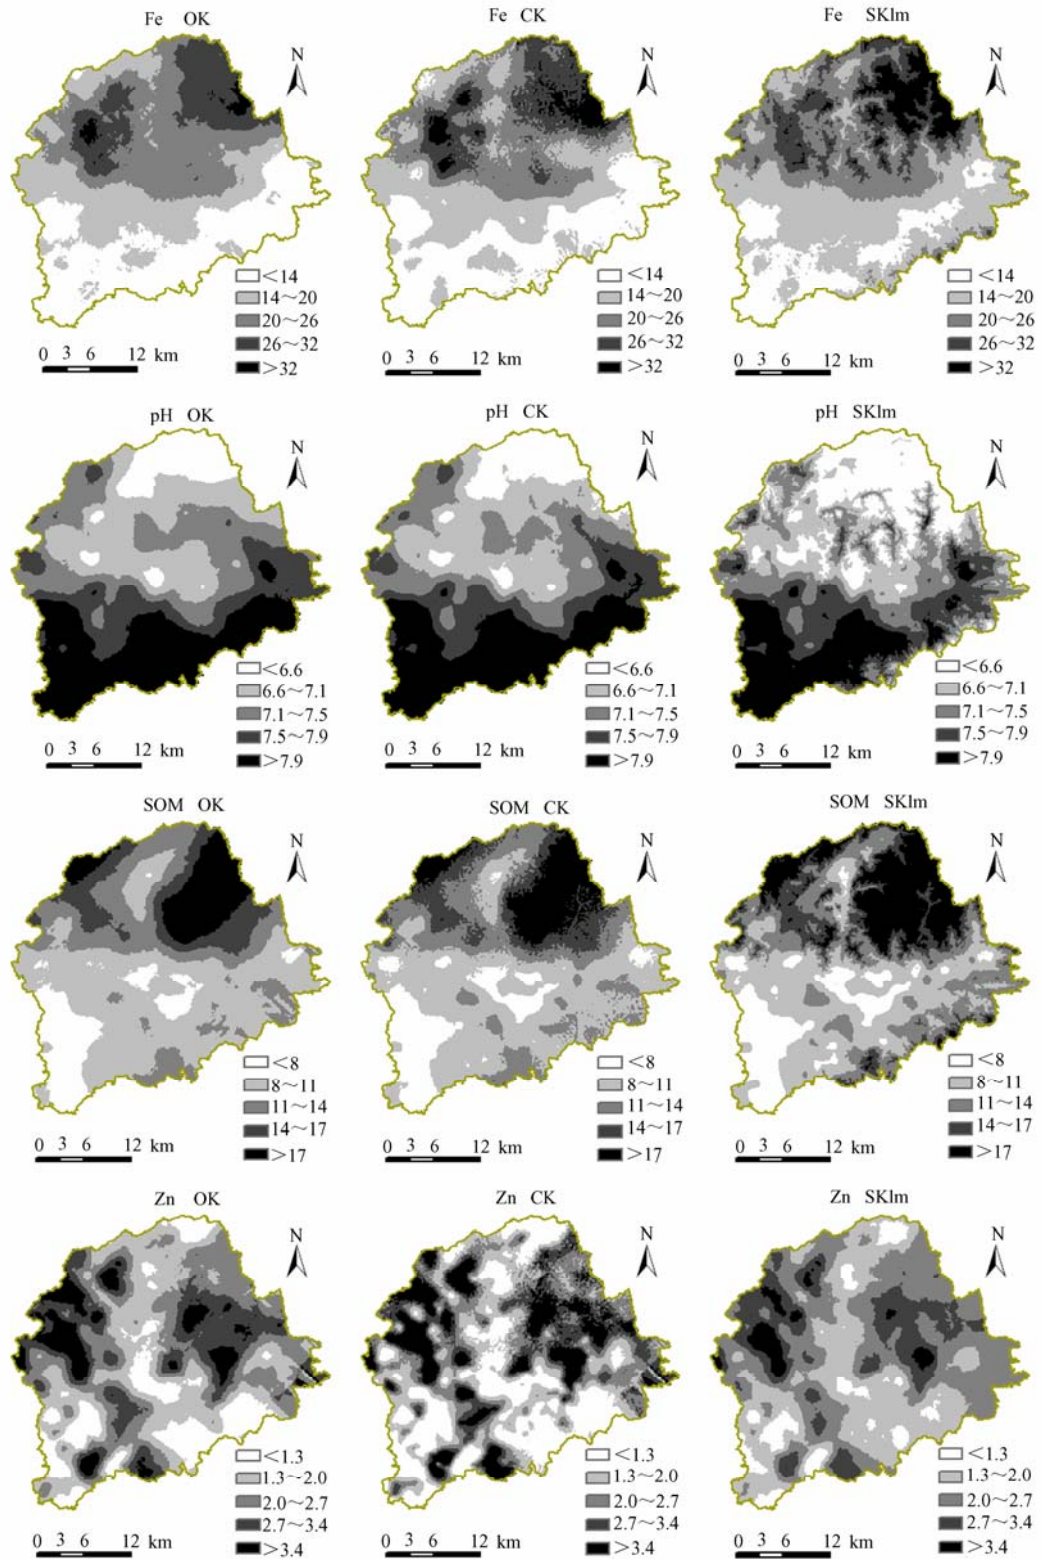 Fe OK
N
<14
14~20
20~26
26~32
>32
0 3 6 12 km
Fe CK
N
<14
14~20
20~26
26~32
>32
0 3 6 12 km
Fe SKlm
N
<14
14~20
20~26
26~32
>32
0 3 6 12 km
pH OK
N
<6.6
6.6~7.1
7.1~7.5
7.5~7.9
>7.9
0 3 6 12 km
pH CK
N
<6.6
6.6~7.1
7.1~7.5
7.5~7.9
>7.9
0 3 6 12 km
pH SKlm
N
<6.6
6.6~7.1
7.1~7.5
7.5~7.9
>7.9
0 3 6 12 km
SOM OK
N
<8
8~11
11~14
14~17
>17
0 3 6 12 km
SOM CK
N
<8
8~11
11~14
14~17
>17
0 3 6 12 km
SOM SKlm
N
<8
8~11
11~14
14~17
>17
0 3 6 12 km
Zn OK
N
<1.3
1.3~2.0
2.0~2.7
2.7~3.4
>3.4
0 3 6 12 km
Zn CK
N
<1.3
1.3~2.0
2.0~2.7
2.7~3.4
>3.4
0 3 6 12 km
Zn SKlm
N
<1.3
1.3~2.0
2.0~2.7
2.7~3.4
>3.4
0 3 6 12 km